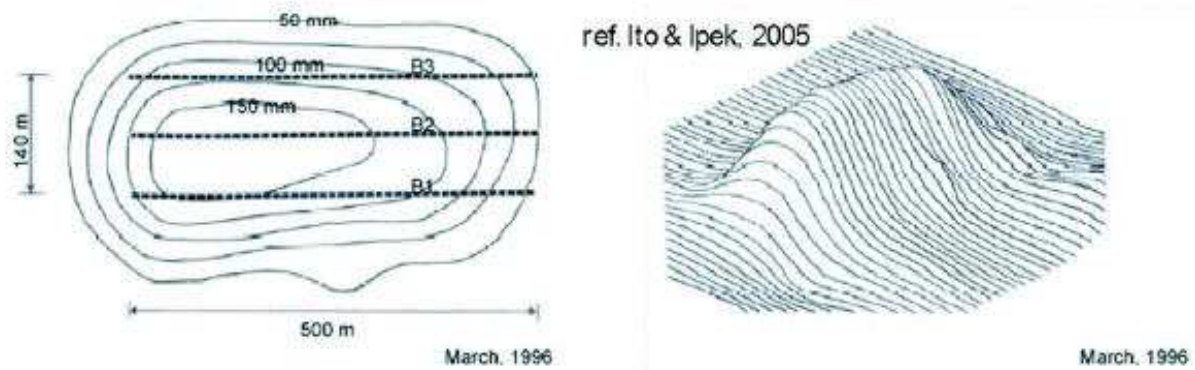 50 mm
100 mm
B3
150 mm
B2
B1
140 m
500 m
March, 1996
ref. Ito & Ipek, 2005
March, 1996